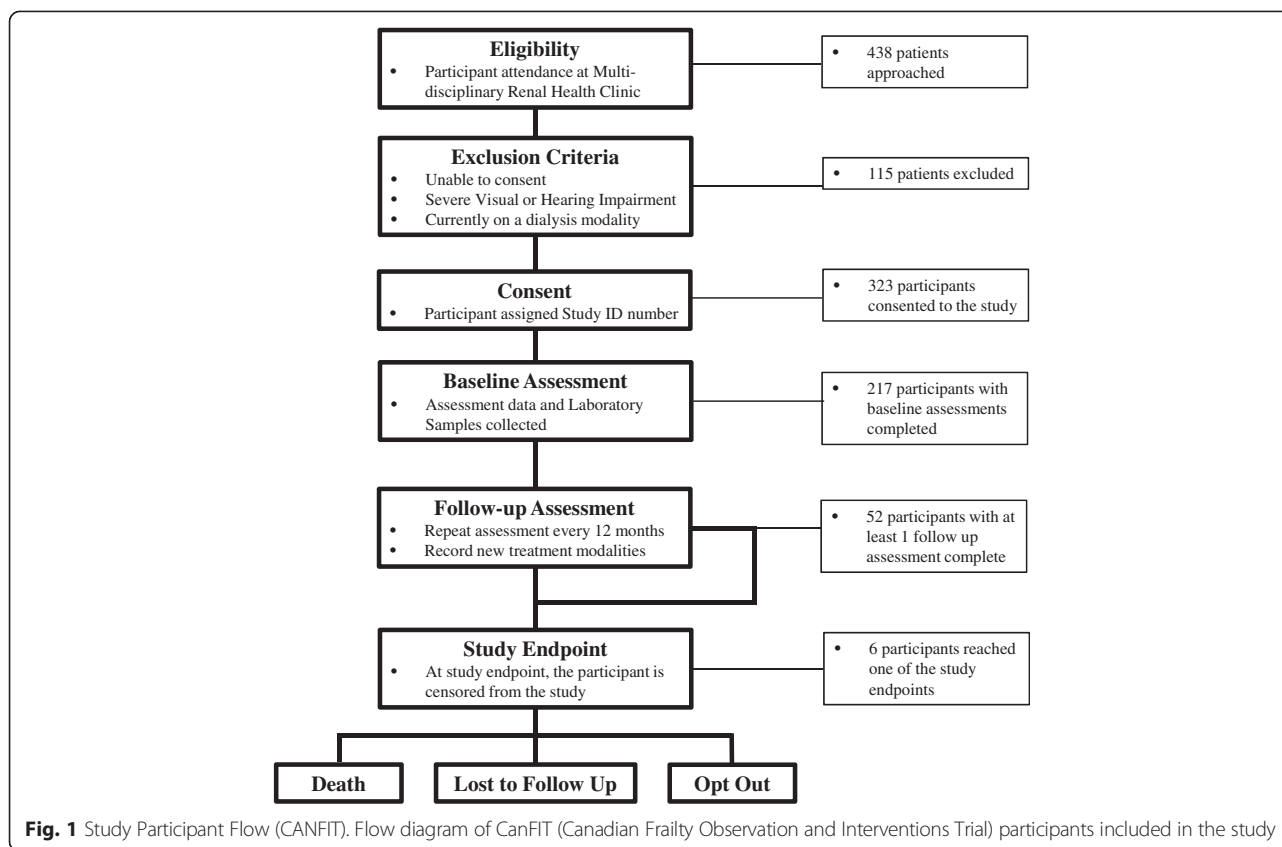 Eligibility
• Participant attendance at Multi-
disciplinary Renal Health Clinic
• 438 patients
approached
Exclusion Criteria
• Unable to consent
• Severe Visual or Hearing Impairment
• Currently on a dialysis modality
• 115 patients excluded
Consent
• Participant assigned Study ID number
• 323 participants
consented to the study
Baseline Assessment
• Assessment data and Laboratory
Samples collected
• 217 participants with
baseline assessments
completed
Follow-up Assessment
• Repeat assessment every 12 months
• Record new treatment modalities
• 52 participants with at
least 1 follow up
assessment complete
Study Endpoint
• At study endpoint, the participant is
censored from the study
• 6 participants reached
one of the study
endpoints
Death
Lost to Follow Up
Opt Out
Fig. 1 Study Participant Flow (CANFIT). Flow diagram of CanFIT (Canadian Frailty Observation and Interventions Trial) participants included in the study